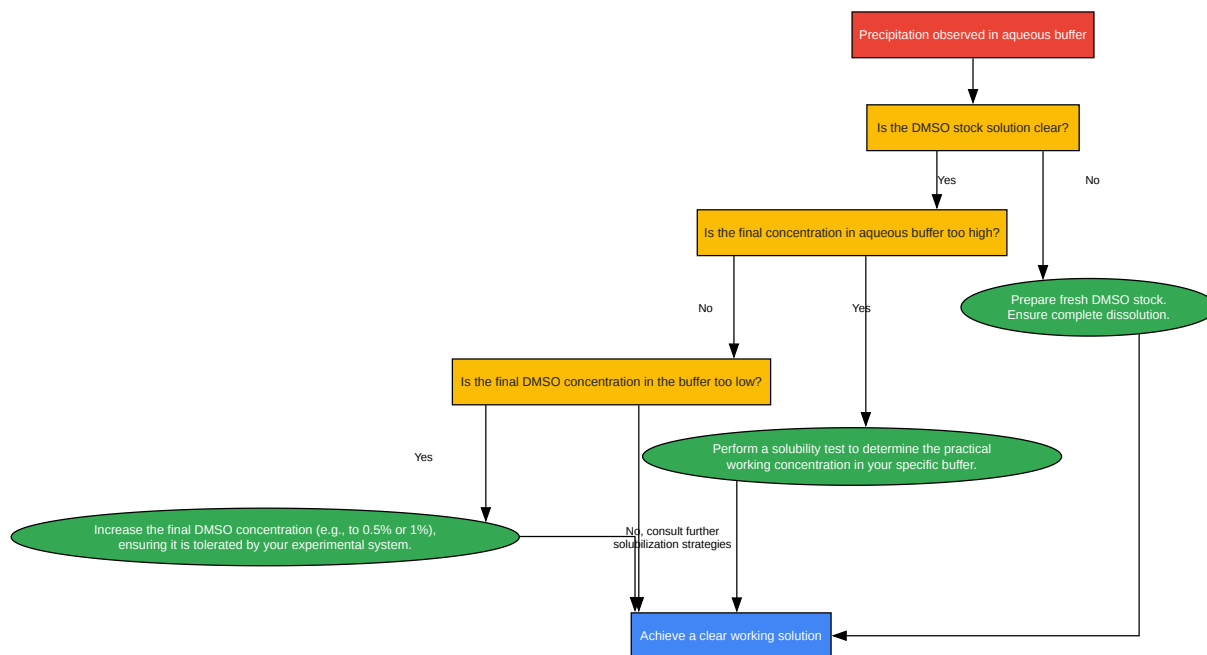 Precipitation observed in aqueous buffer
Is the DMSO stock solution clear?
Yes
No
Is the final concentration in aqueous buffer too high?
Prepare fresh DMSO stock.
Ensure complete dissolution.
No
Yes
Is the final DMSO concentration in the buffer too low?
Perform a solubility test to determine the practical
working concentration in your specific buffer.
Yes
Increase the final DMSO concentration (e.g., to 0.5% or 1%),
ensuring it is tolerated by your experimental system.
No, consult further
solubilization strategies
Achieve a clear working solution